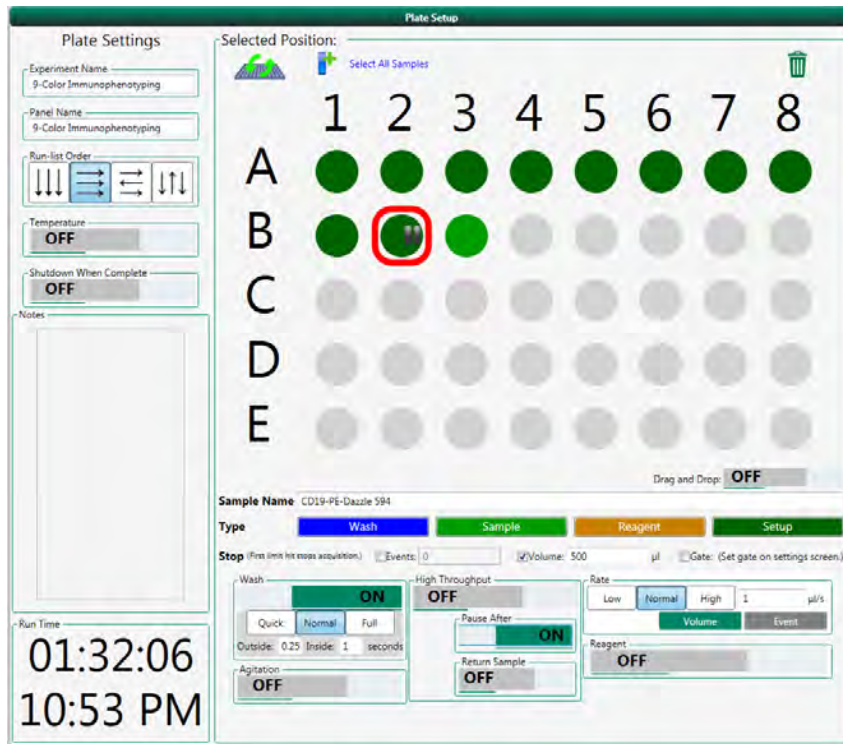 Plate Setup
Plate Settings
Experiment Name
9-Color Immunophenotyping
Panel Name
9-Color Immunophenotyping
Run-list Order
Temperature
OFF
Shutdown When Complete
OFF
Notes
Run Time
01:32:06
10:53 PM
Selected Position:
Select All Samples
1 2 3 4 5 6 7 8
A
B
C
D
E
Drag and Drop: OFF
Sample Name CD19-PE-Dazzle 594
Type Wash Sample Reagent Setup
Stop (First limit hit stops acquisition.) Events: 0 Volume: 500 µl Gate: (Set gate on settings screen.)
Wash
ON
Quick Normal Full
Outside: 0.25 Inside: 1 seconds
Agitation
OFF
High Throughput
OFF
Pause After
ON
Return Sample
OFF
Rate
Low Normal High 1 µl/s
Volume Event
Reagent
OFF